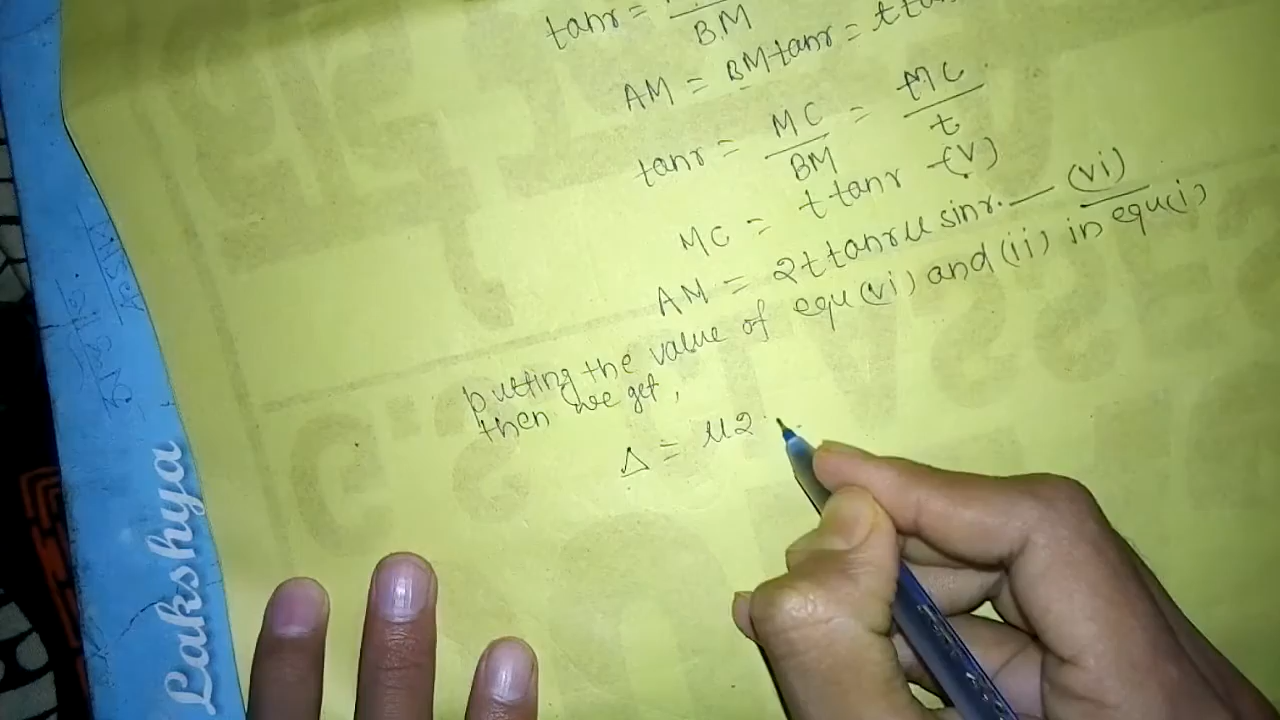 tanr = / BM
AM = BM tanr = t ta
tanr = MC / BM = MC / t
MC = t tanr -(v)
AM = 2t tanr μ sinr. — (vi)
putting the value of equ(vi) and (ii) in equ(i)
then we get,
Δ = μ2
Lakshya